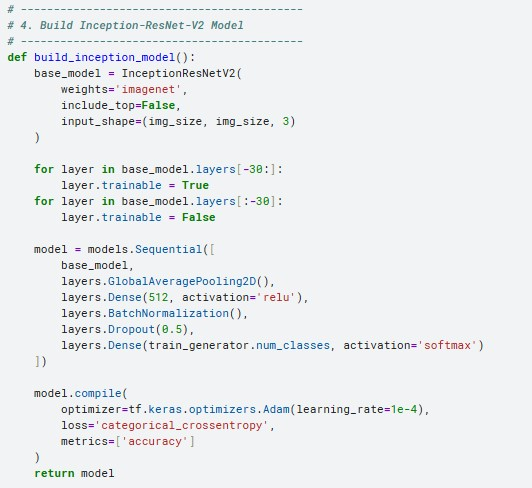 # ------------------------------------------
# 4. Build Inception-ResNet-V2 Model
# ------------------------------------------
def build_inception_model():
    base_model = InceptionResNetV2(
        weights='imagenet',
        include_top=False,
        input_shape=(img_size, img_size, 3)
    )

    for layer in base_model.layers[-30:]:
        layer.trainable = True
    for layer in base_model.layers[:-30]:
        layer.trainable = False

    model = models.Sequential([
        base_model,
        layers.GlobalAveragePooling2D(),
        layers.Dense(512, activation='relu'),
        layers.BatchNormalization(),
        layers.Dropout(0.5),
        layers.Dense(train_generator.num_classes, activation='softmax')
    ])

    model.compile(
        optimizer=tf.keras.optimizers.Adam(learning_rate=1e-4),
        loss='categorical_crossentropy',
        metrics=['accuracy']
    )
    return model